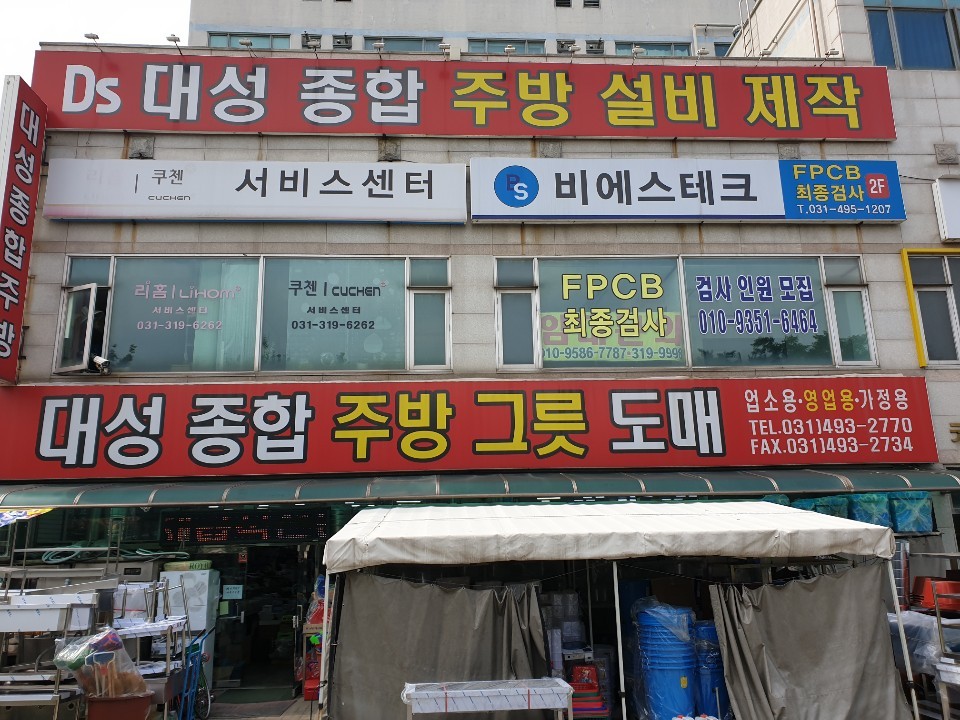 Ds 대성 종합 주방 설비 제작
대성종합주방
쿠첸
CUCHEN
서비스센터
BS 비에스테크
FPCB
최종검사 2F
T.031-495-1207
리홈 LiHOM
서비스센터
031-319-6262
쿠첸 CUCHEN
서비스센터
031-319-6262
FPCB
최종검사
010-9586-7787 319-9999
검사 인원 모집
010-9351-6464
대성 종합 주방 그릇 도매
업소용·영업용·가정용
TEL.031)493-2770
FAX.031)493-2734